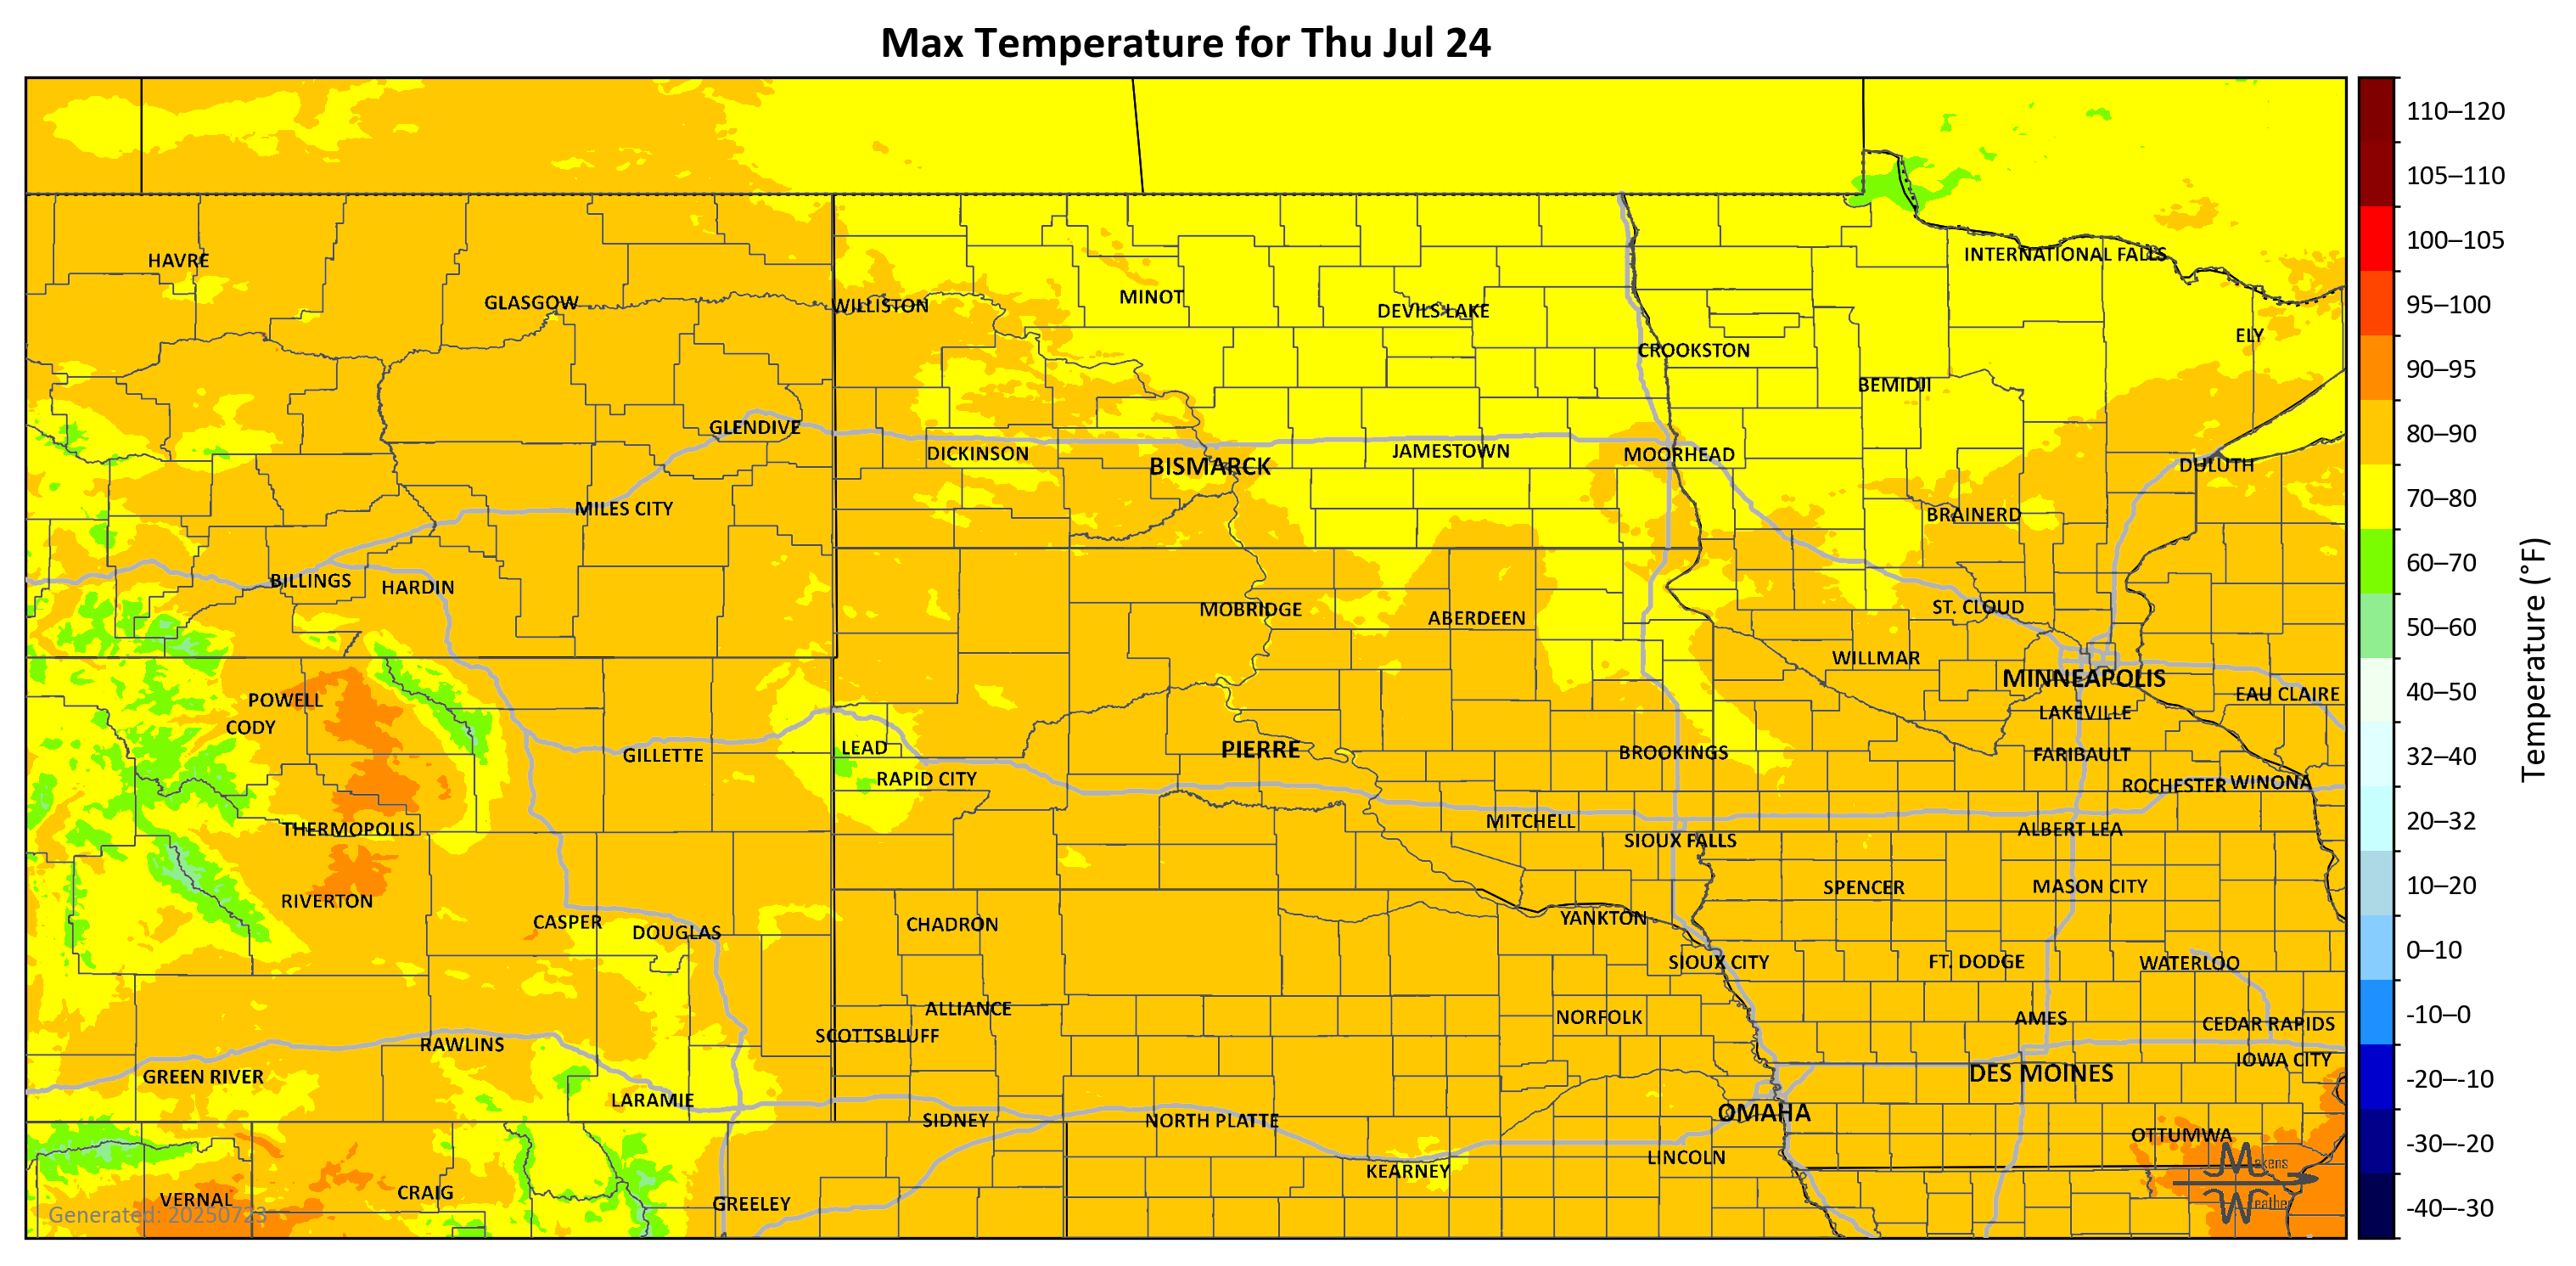 Max Temperature for Thu Jul 24
110–120
105–110
100–105
95–100
90–95
80–90
70–80
60–70
50–60
40–50
32–40
20–32
10–20
0–10
-10–0
-20–-10
-30–-20
-40–-30
Temperature (°F)
HAVRE
GLASGOW
WILLISTON
MINOT
DEVILS LAKE
INTERNATIONAL FALLS
ELY
CROOKSTON
BEMIDJI
GLENDIVE
DICKINSON
BISMARCK
JAMESTOWN
MOORHEAD
DULUTH
MILES CITY
BRAINERD
BILLINGS
HARDIN
MOBRIDGE
ABERDEEN
ST. CLOUD
WILLMAR
MINNEAPOLIS
EAU CLAIRE
POWELL
CODY
LAKEVILLE
GILLETTE
LEAD
PIERRE
BROOKINGS
FARIBAULT
RAPID CITY
ROCHESTER
WINONA
THERMOPOLIS
MITCHELL
SIOUX FALLS
ALBERT LEA
RIVERTON
SPENCER
MASON CITY
CASPER
DOUGLAS
CHADRON
YANKTON
SIOUX CITY
FT. DODGE
WATERLOO
ALLIANCE
NORFOLK
AMES
CEDAR RAPIDS
SCOTTSBLUFF
RAWLINS
IOWA CITY
GREEN RIVER
DES MOINES
LARAMIE
SIDNEY
NORTH PLATTE
OMAHA
OTTUMWA
LINCOLN
KEARNEY
VERNAL
CRAIG
GREELEY
Generated: 20250723
Makens
Weather